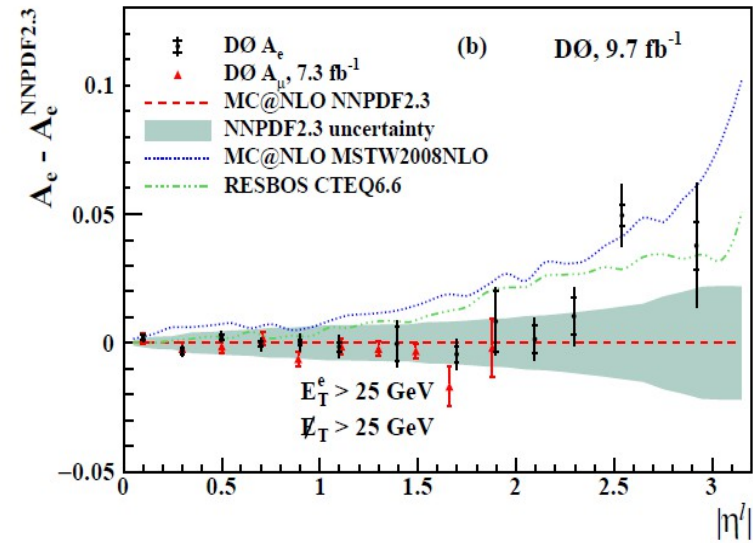 A_e - A_e^NNPDF2.3
(b)
DØ, 9.7 fb⁻¹
DØ A_e
DØ A_μ, 7.3 fb⁻¹
MC@NLO NNPDF2.3
NNPDF2.3 uncertainty
MC@NLO MSTW2008NLO
RESBOS CTEQ6.6
0.1
0.05
0
−0.05
E_T^e > 25 GeV
E̸_T > 25 GeV
0 0.5 1 1.5 2 2.5 3
|η^l|